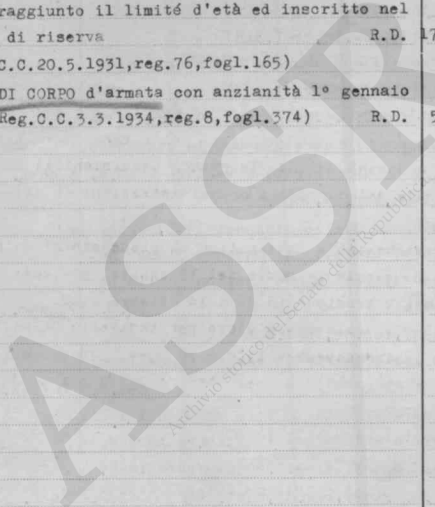 raggiunto il limité d'età ed inscritto nel
di riserva R.D. 17
C.C.20.5.1931,reg.76,fogl.165)
DI CORPO d'armata con anzianità 1º gennaio
Reg.C.C.3.3.1934,reg.8,fogl.374) R.D. 5
ASSR
Archivio storico del Senato della Repubblica